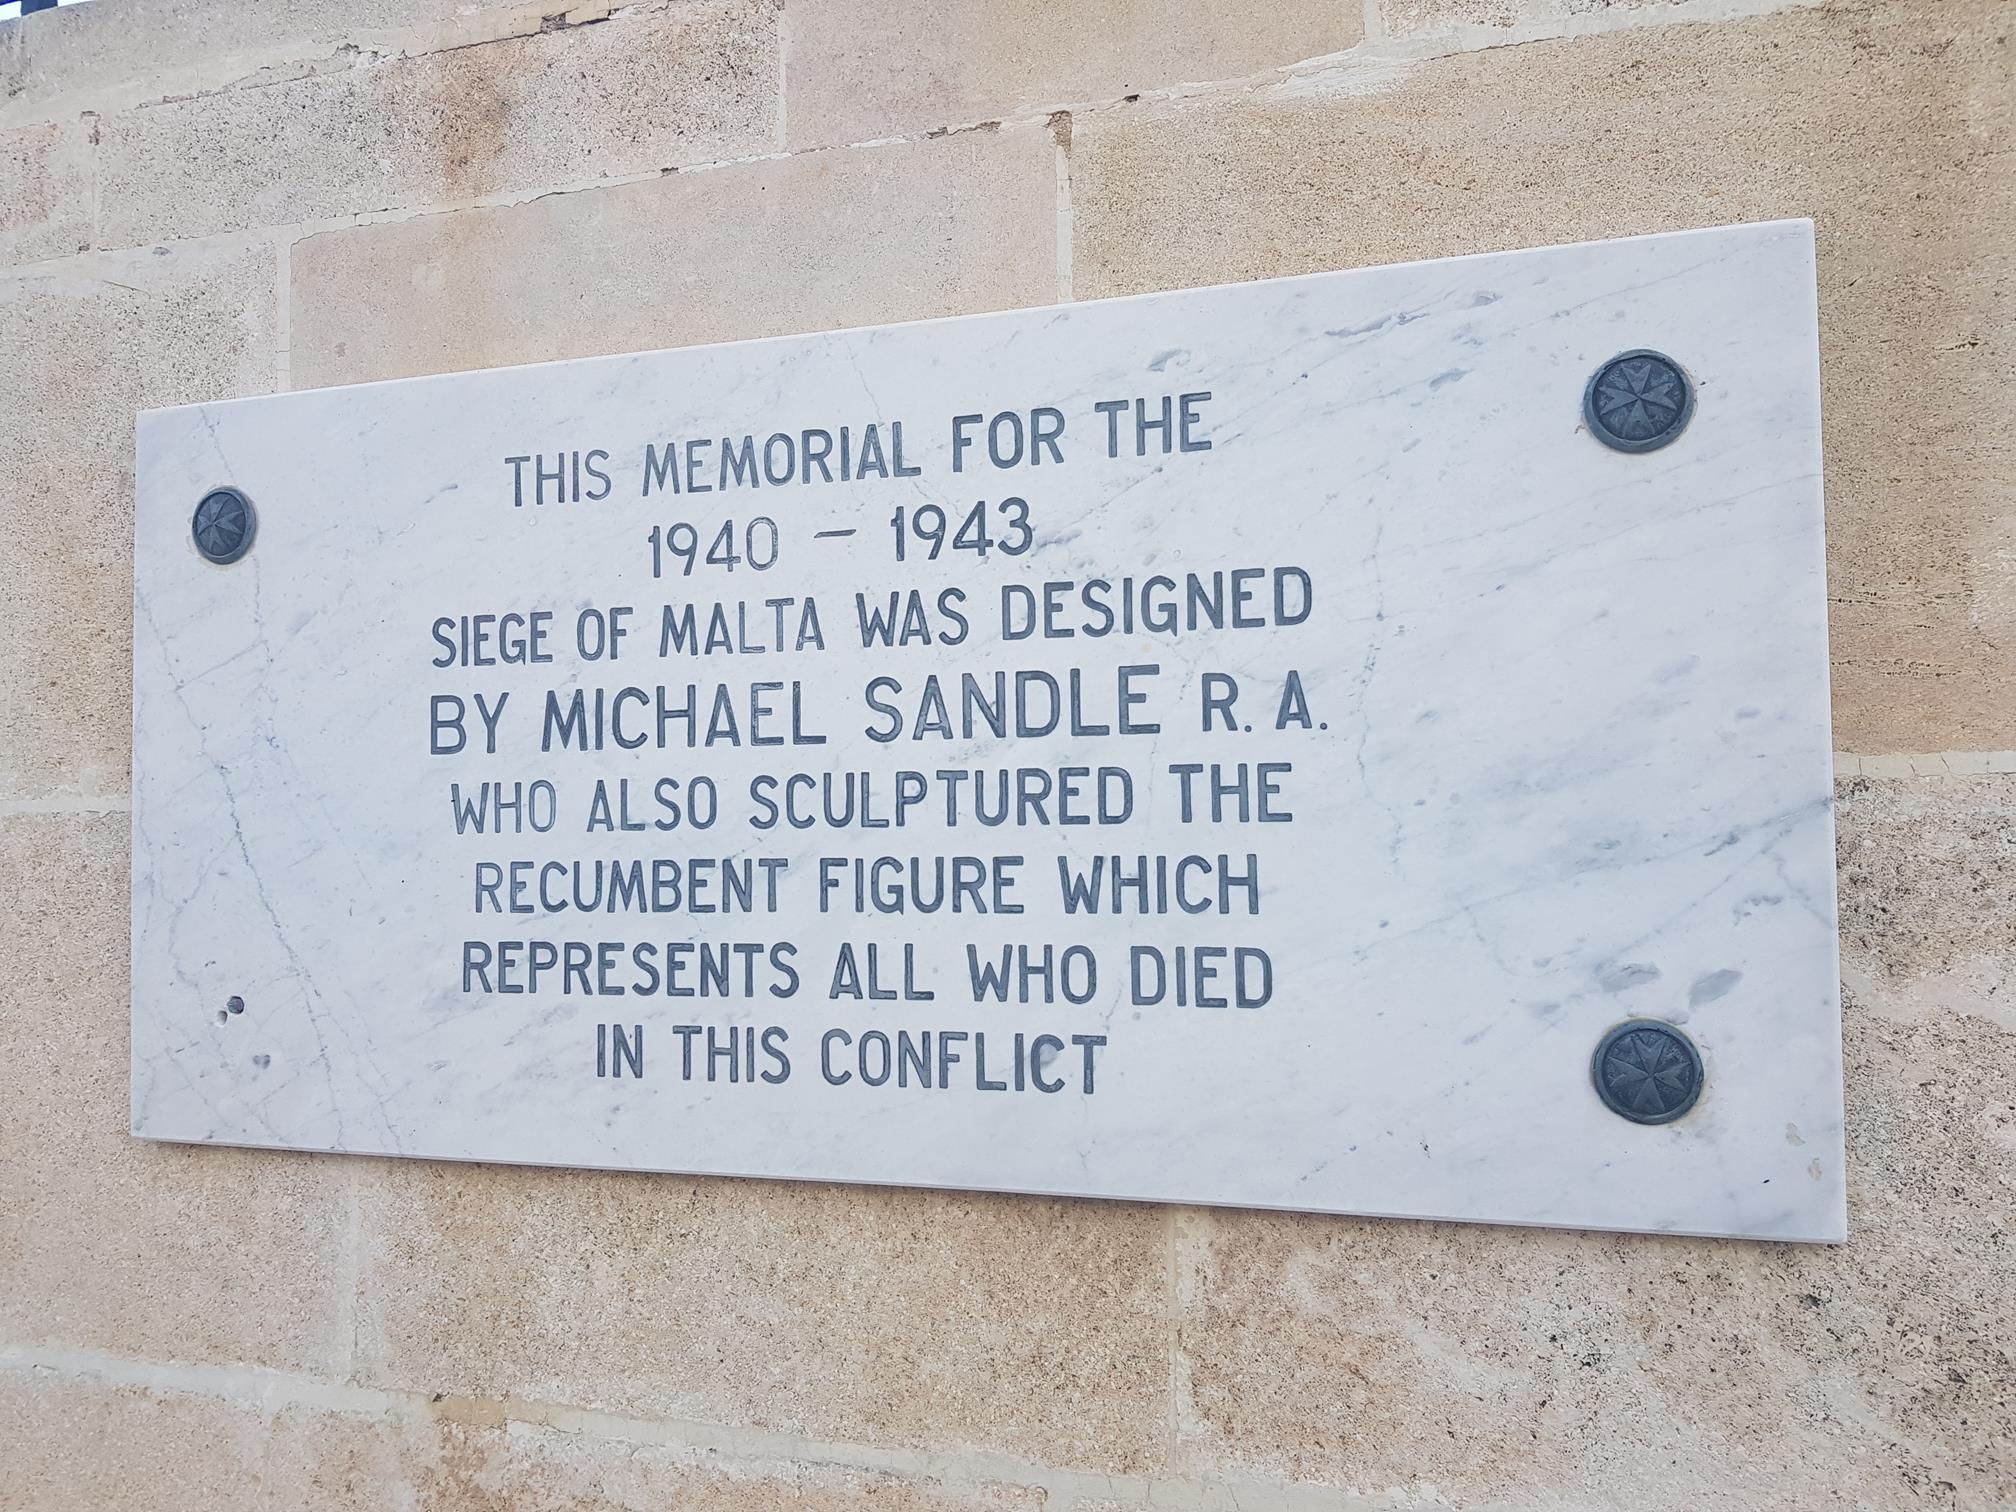 THIS MEMORIAL FOR THE
1940 – 1943
SIEGE OF MALTA WAS DESIGNED
BY MICHAEL SANDLE R. A.
WHO ALSO SCULPTURED THE
RECUMBENT FIGURE WHICH
REPRESENTS ALL WHO DIED
IN THIS CONFLICT